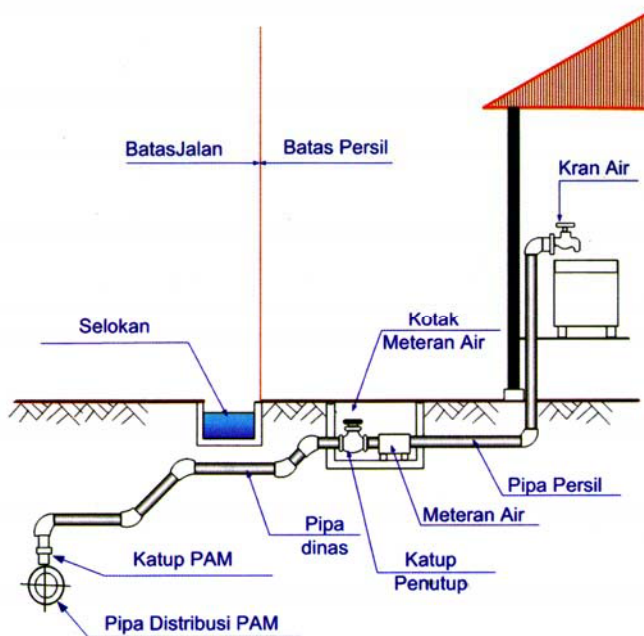 BatasJalan
Batas Persil
Kran Air
Selokan
Kotak
Meteran Air
Pipa Persil
Pipa
dinas
Meteran Air
Katup PAM
Katup
Penutup
Pipa Distribusi PAM